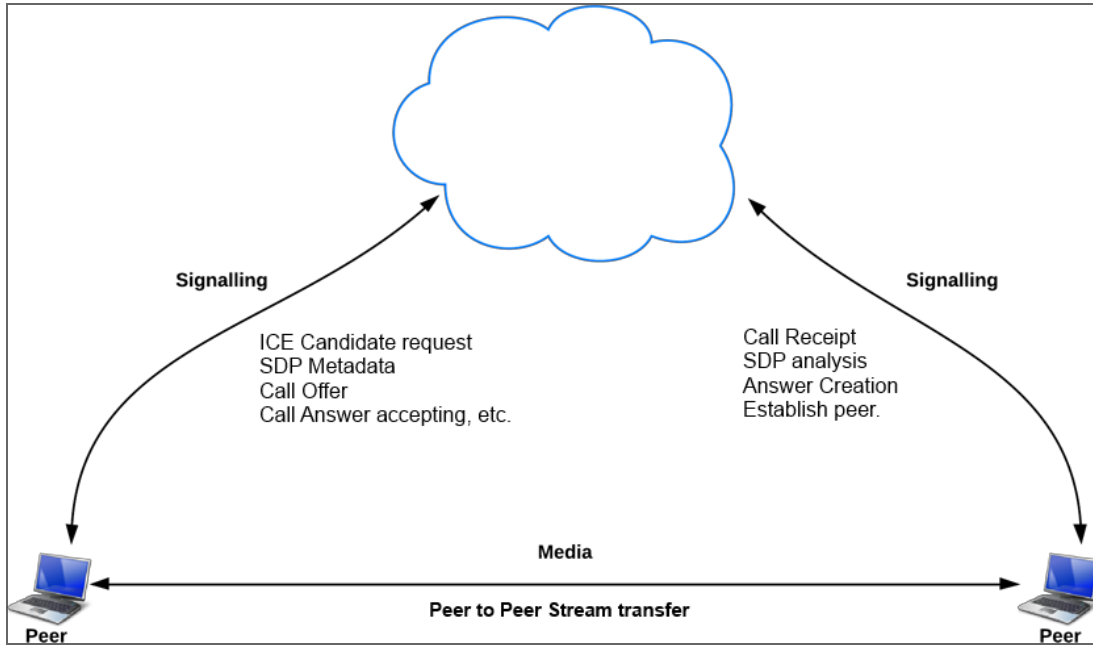 Signalling
Signalling
ICE Candidate request
SDP Metadata
Call Offer
Call Answer accepting, etc.
Call Receipt
SDP analysis
Answer Creation
Establish peer.
Media
Peer to Peer Stream transfer
Peer
Peer